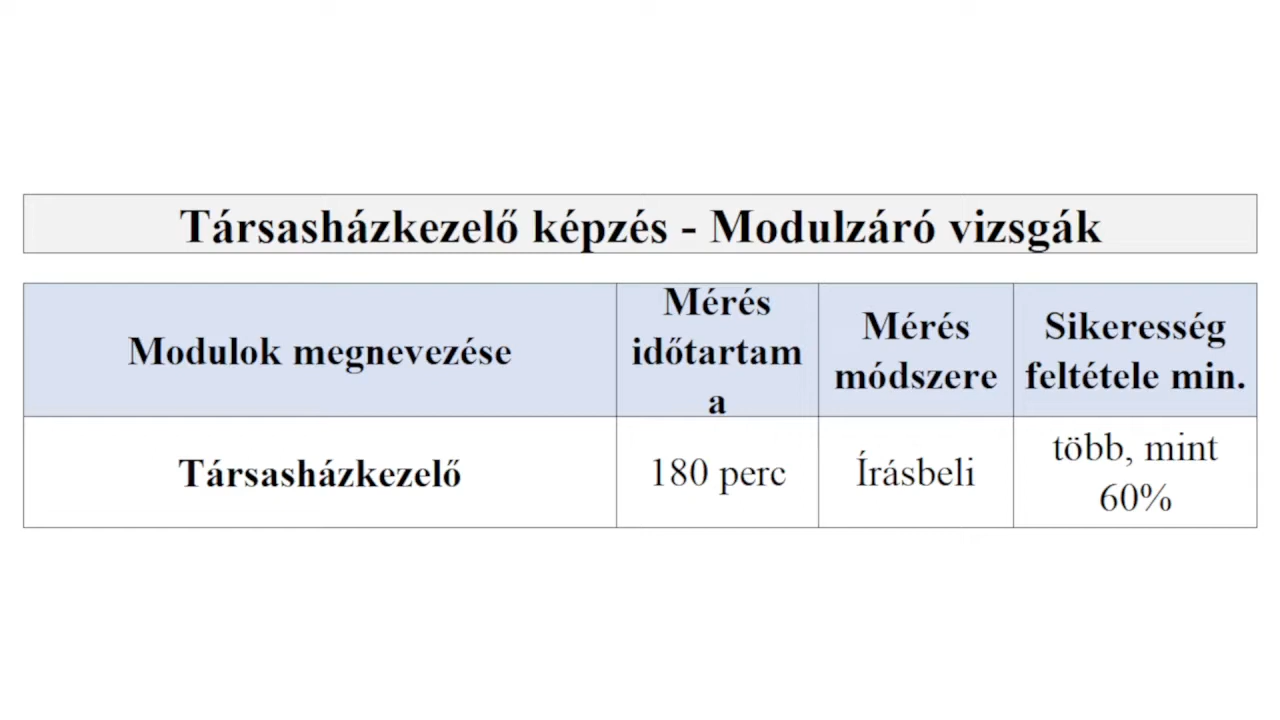 Társasházkezelő képzés - Modulzáró vizsgák
Modulok megnevezése
Mérés
időtartam
a
Mérés
módszere
Sikeresség
feltétele min.
Társasházkezelő
180 perc
Írásbeli
több, mint
60%